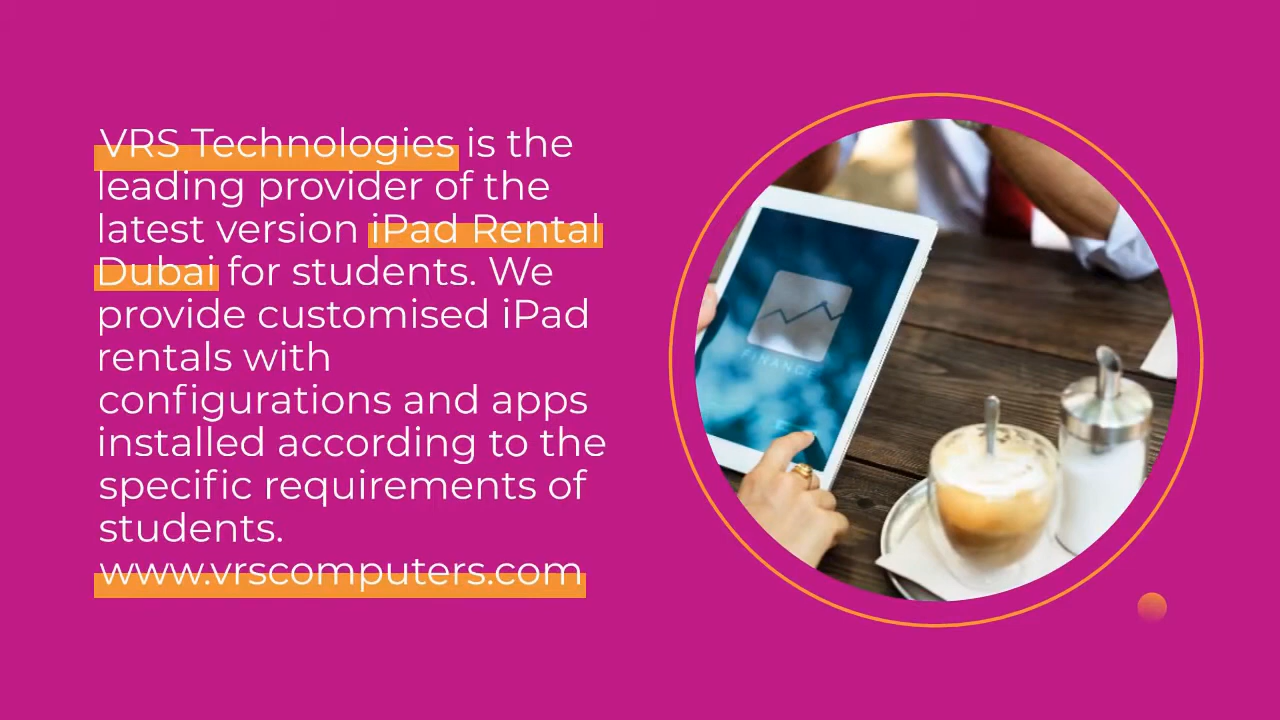 VRS Technologies is the
leading provider of the
latest version iPad Rental
Dubai for students. We
provide customised iPad
rentals with
configurations and apps
installed according to the
specific requirements of
students.
www.vrscomputers.com
FINANCE